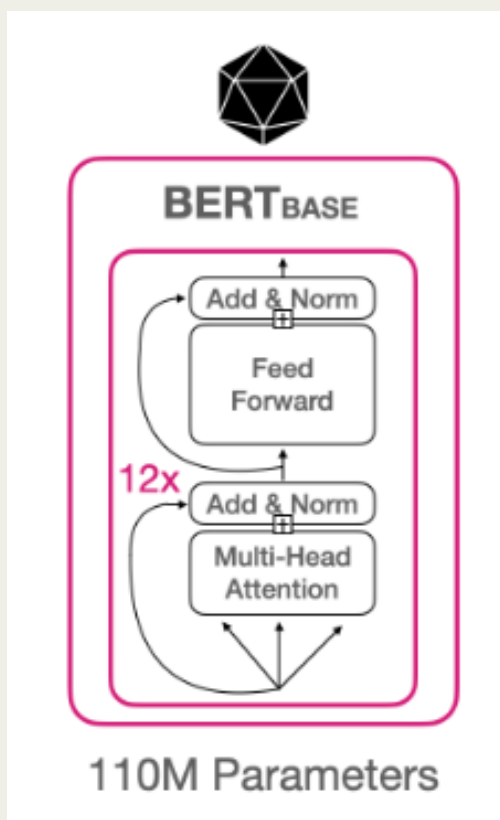 BERTBASE
Add & Norm
Feed
Forward
12x
Add & Norm
Multi-Head
Attention
110M Parameters